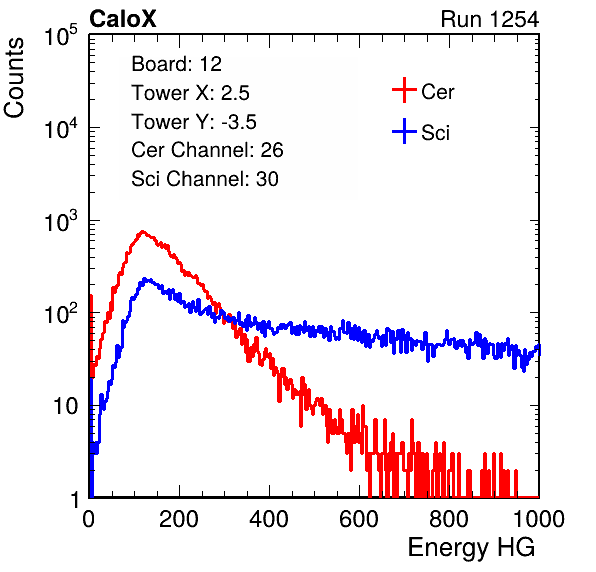 CaloX Run 1254
Counts
Board: 12
Tower X: 2.5
Tower Y: -3.5
Cer Channel: 26
Sci Channel: 30
Cer
Sci
10^5
10^4
10^3
10^2
10
1
0 200 400 600 800 1000
Energy HG